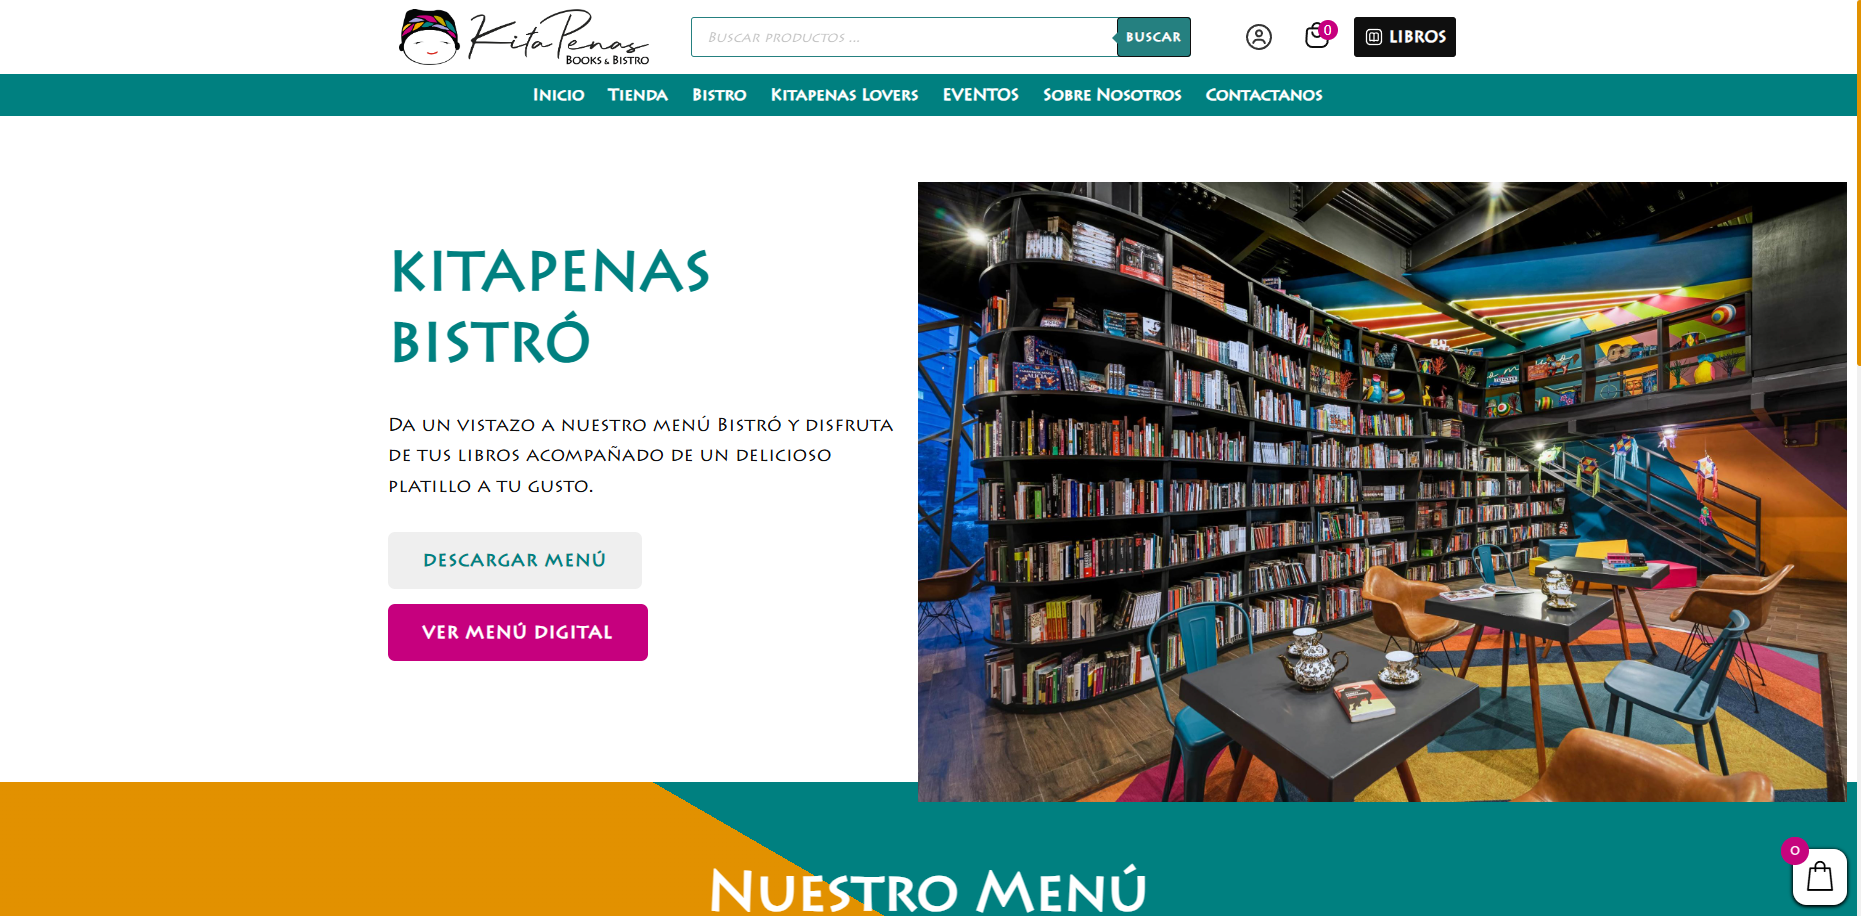 KitaPenas
Books & Bistro
Buscar productos ...
BUSCAR
0
LIBROS
Inicio
Tienda
Bistro
Kitapenas Lovers
EVENTOS
Sobre Nosotros
Contactanos
KITAPENAS
BISTRÓ
Da un vistazo a nuestro menú Bistró y disfruta
de tus libros acompañado de un delicioso
platillo a tu gusto.
DESCARGAR MENÚ
VER MENÚ DIGITAL
Nuestro Menú
0